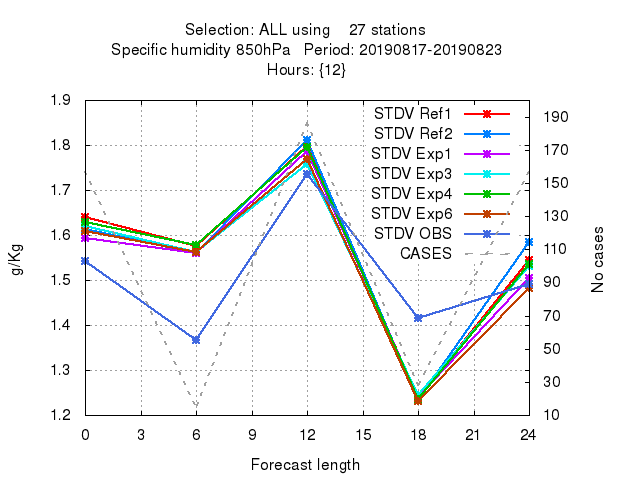 Selection: ALL using    27 stations
Specific humidity 850hPa   Period: 20190817-20190823
Hours: {12}
STDV Ref1
STDV Ref2
STDV Exp1
STDV Exp3
STDV Exp4
STDV Exp6
STDV OBS
CASES
g/Kg
1.9
1.8
1.7
1.6
1.5
1.4
1.3
1.2
190
170
150
130
110
90
70
50
30
10
No cases
0 3 6 9 12 15 18 21 24
Forecast length